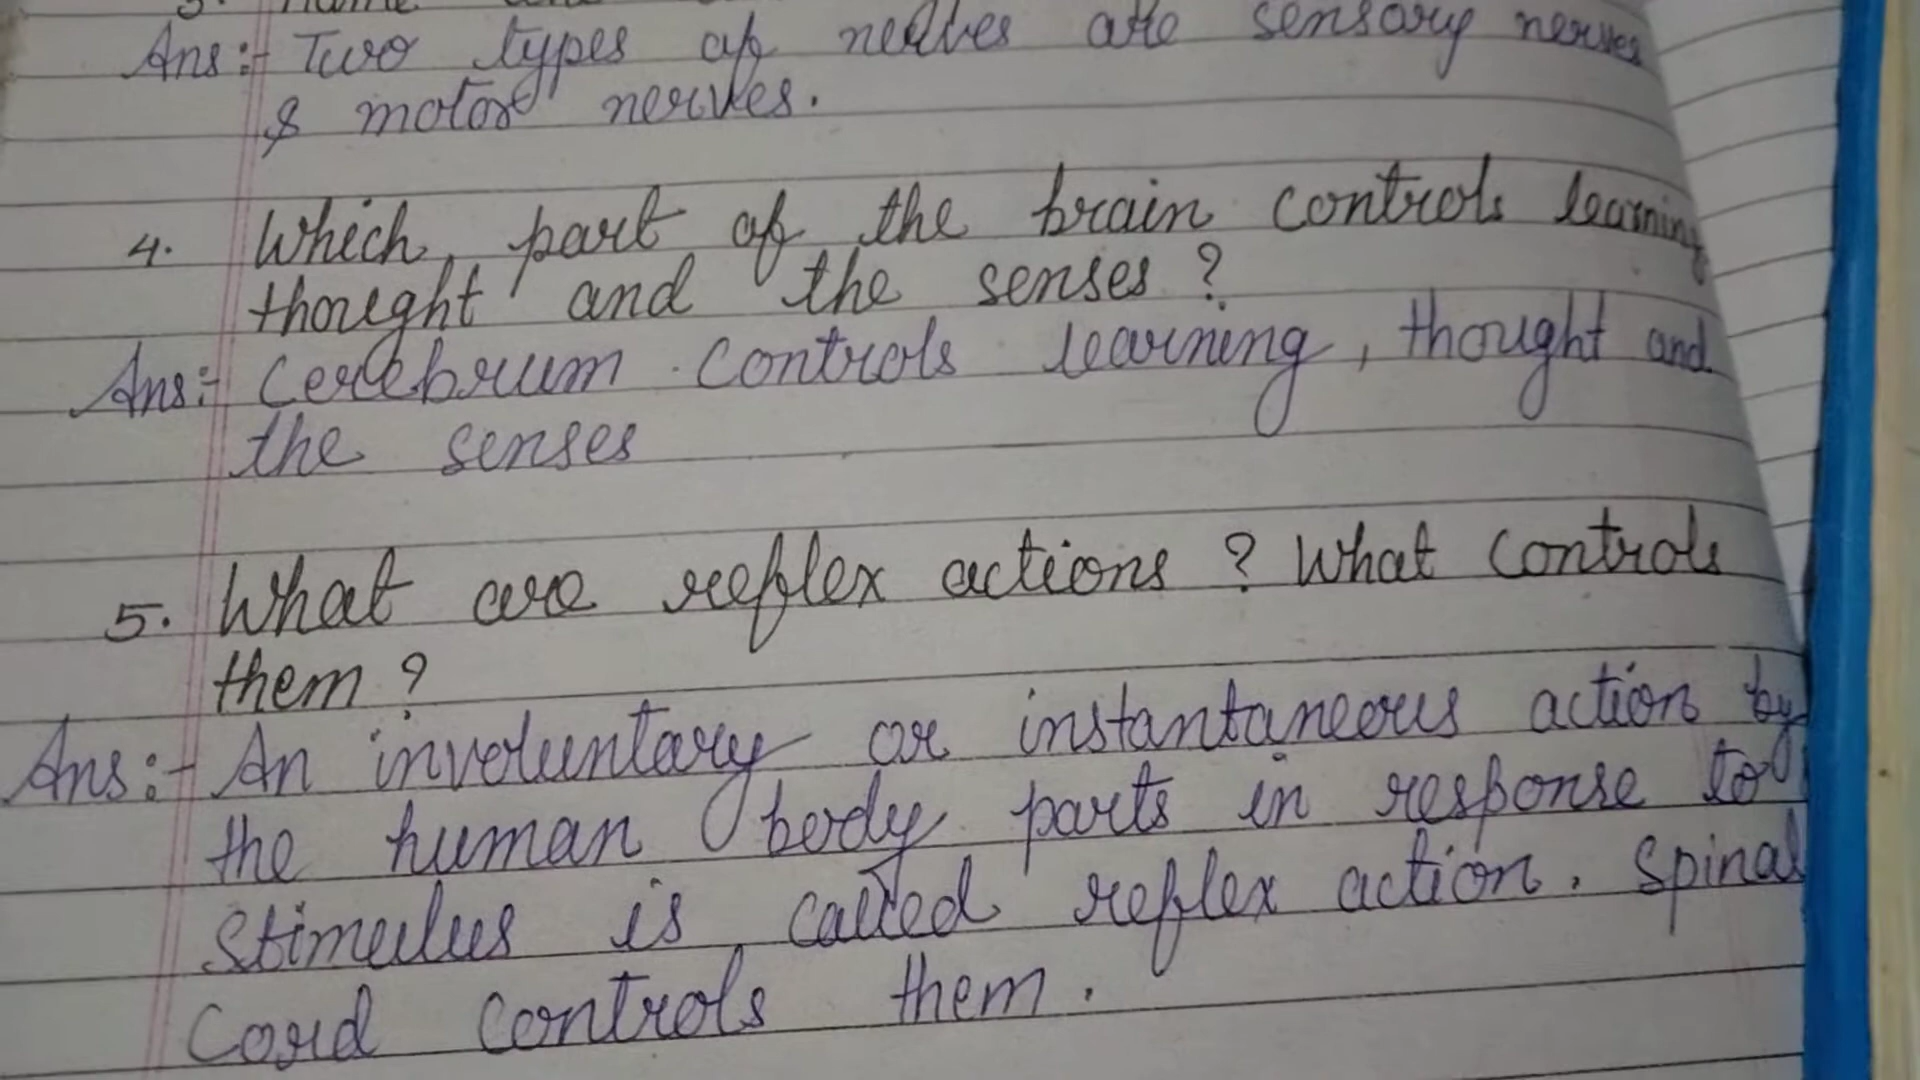 Ans:- Two types of nerves are sensory nerves
& motor nerves.
4. Which part of the brain controls learning
thought and the senses ?
Ans:- Cerebrum controls learning, thought and
the senses
5. What are reflex actions ? What controls
them ?
Ans:- An involuntary or instantaneous action by
the human body parts in response to
stimulus is called reflex action. Spinal
Cord controls them.